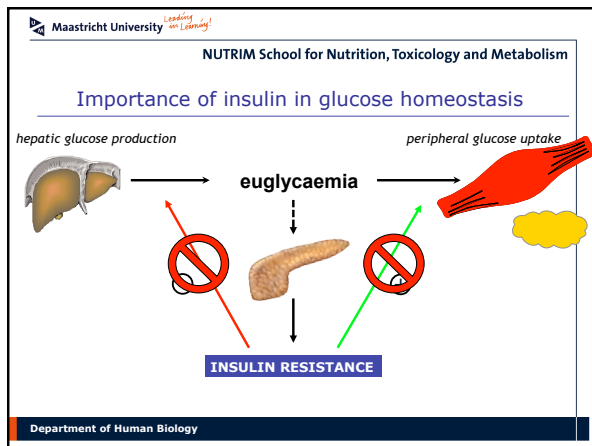 Maastricht University
Leading
in Learning!
NUTRIM School for Nutrition, Toxicology and Metabolism
Importance of insulin in glucose homeostasis
hepatic glucose production
peripheral glucose uptake
euglycaemia
INSULIN RESISTANCE
Department of Human Biology